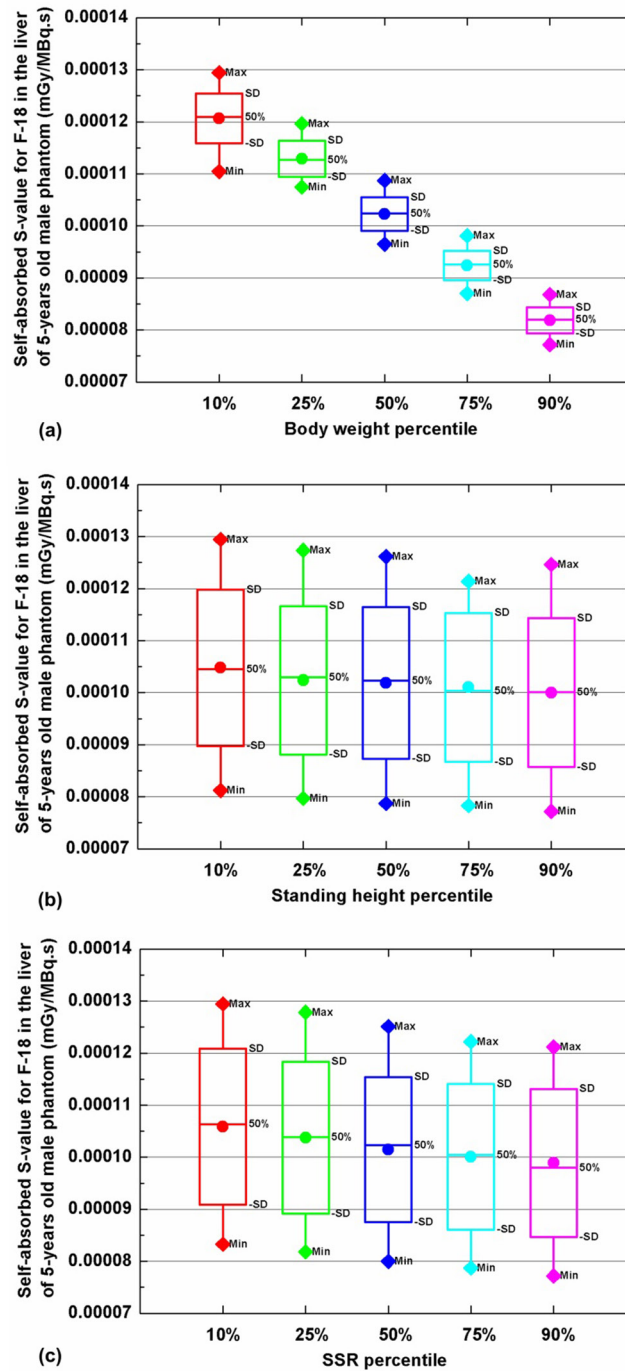 Self-absorbed S-value for F-18 in the liver
of 5-years old male phantom (mGy/MBq.s)
0.00014
0.00013
0.00012
0.00011
0.00010
0.00009
0.00008
0.00007
Max
SD
50%
-SD
Min
Max
SD
50%
-SD
Min
Max
SD
50%
-SD
Min
Max
SD
50%
-SD
Min
Max
SD
50%
-SD
Min
10% 25% 50% 75% 90%
(a) Body weight percentile
Self-absorbed S-value for F-18 in the liver
of 5-years old male phantom (mGy/MBq.s)
0.00014
0.00013
0.00012
0.00011
0.00010
0.00009
0.00008
0.00007
Max
SD
50%
-SD
Min
Max
SD
50%
-SD
Min
Max
SD
50%
-SD
Min
Max
SD
50%
-SD
Min
Max
SD
50%
-SD
Min
10% 25% 50% 75% 90%
(b) Standing height percentile
Self-absorbed S-value for F-18 in the liver
of 5-years old male phantom (mGy/MBq.s)
0.00014
0.00013
0.00012
0.00011
0.00010
0.00009
0.00008
0.00007
Max
SD
50%
-SD
Min
Max
SD
50%
-SD
Min
Max
SD
50%
-SD
Min
Max
SD
50%
-SD
Min
Max
SD
50%
-SD
Min
10% 25% 50% 75% 90%
(c) SSR percentile